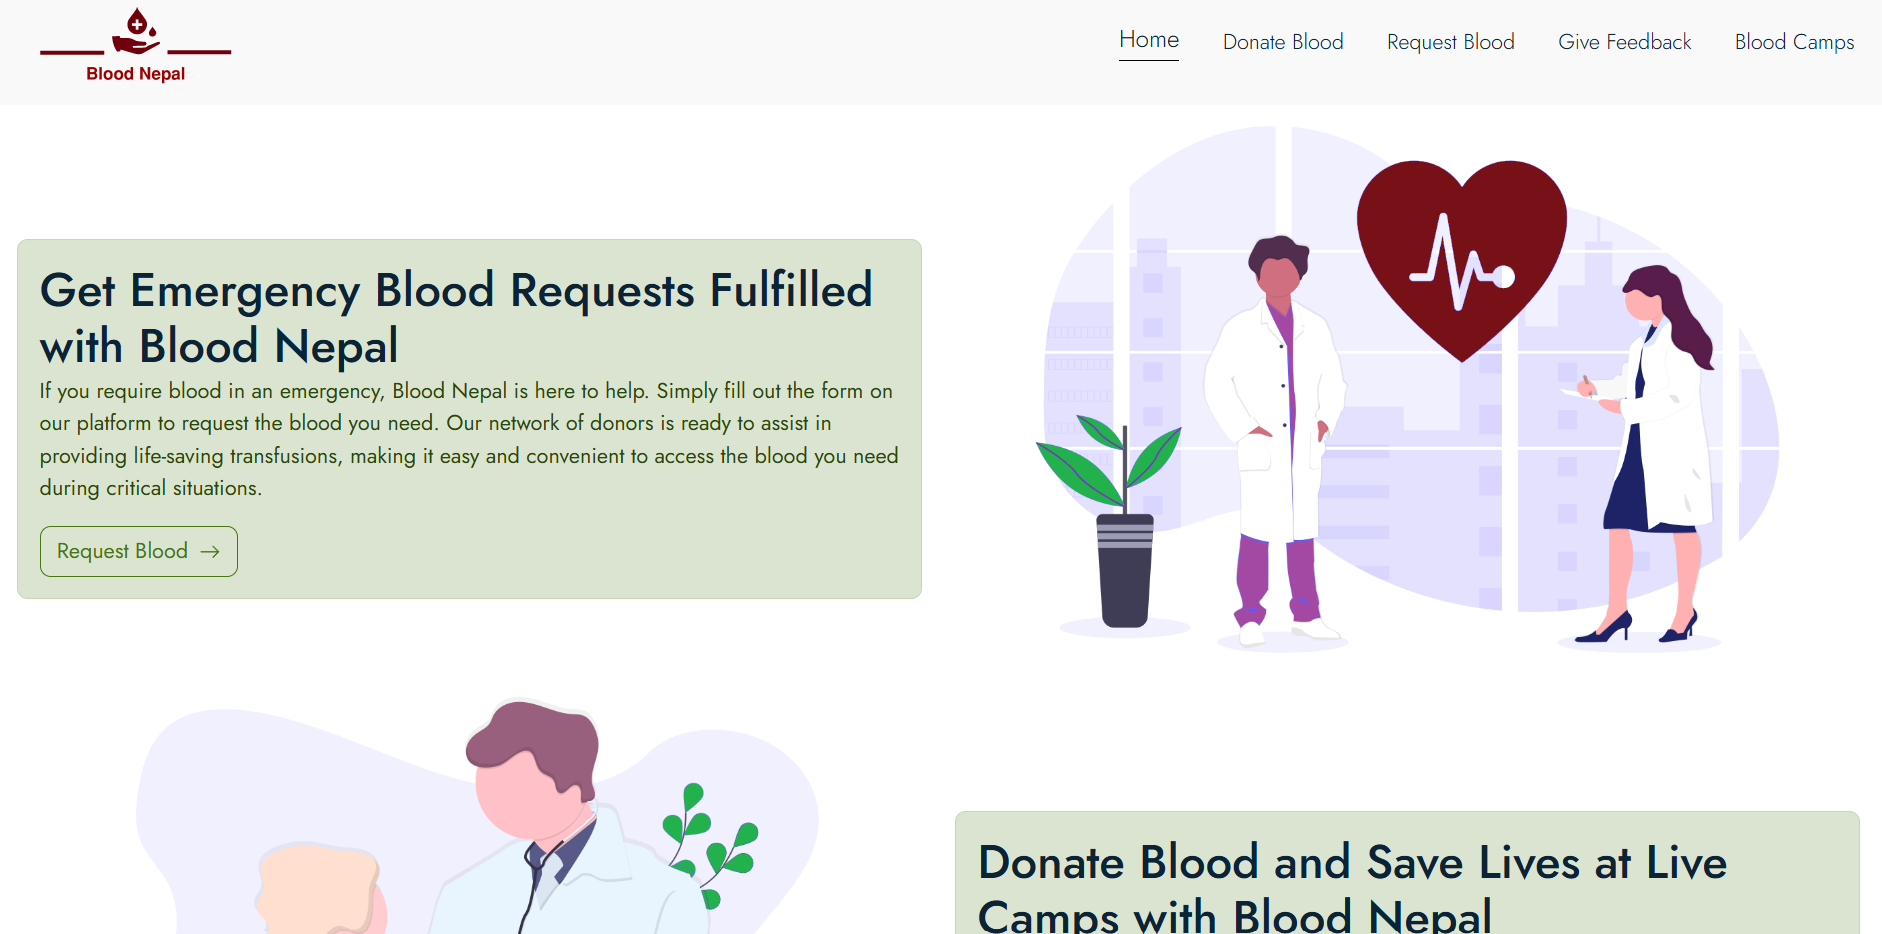 Blood Nepal
Home
Donate Blood
Request Blood
Give Feedback
Blood Camps
Get Emergency Blood Requests Fulfilled
with Blood Nepal
If you require blood in an emergency, Blood Nepal is here to help. Simply fill out the form on
our platform to request the blood you need. Our network of donors is ready to assist in
providing life-saving transfusions, making it easy and convenient to access the blood you need
during critical situations.
Request Blood →
Donate Blood and Save Lives at Live
Camps with Blood Nepal